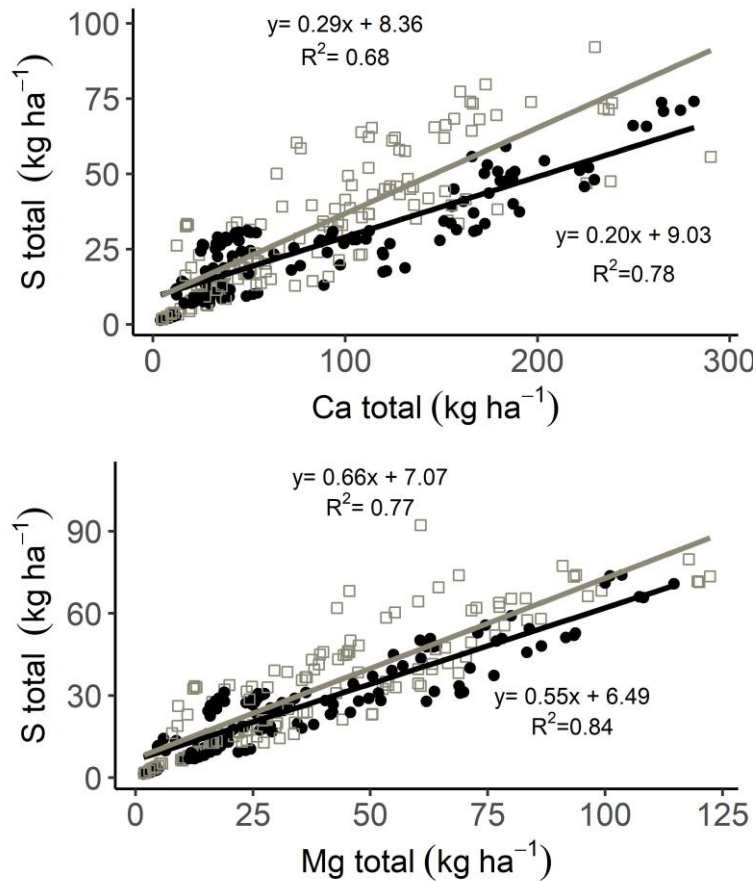 y= 0.29x + 8.36
R²= 0.68
100
75
50
25
0
S total (kg ha⁻¹)
y= 0.20x + 9.03
R²=0.78
0 100 200 300
Ca total (kg ha⁻¹)
y= 0.66x + 7.07
R²= 0.77
90
60
30
0
S total (kg ha⁻¹)
y= 0.55x + 6.49
R²=0.84
0 25 50 75 100 125
Mg total (kg ha⁻¹)